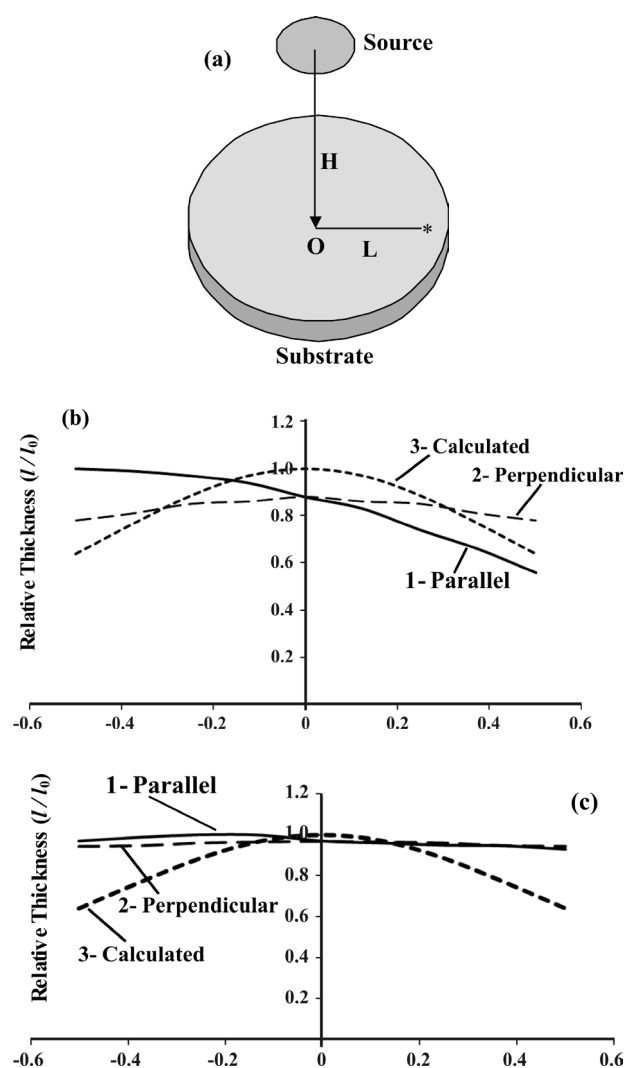 (a)
Source
H
*
O
L
Substrate
(b)
Relative Thickness (l / l0)
1.2
1.0
0.8
0.6
0.4
0.2
3- Calculated
2- Perpendicular
1- Parallel
-0.6 -0.4 -0.2 0 0.2 0.4 0.6
(c)
Relative Thickness (l / l0)
1.2
1.0
0.8
0.6
0.4
0.2
1- Parallel
2- Perpendicular
3- Calculated
-0.6 -0.4 -0.2 0 0.2 0.4 0.6